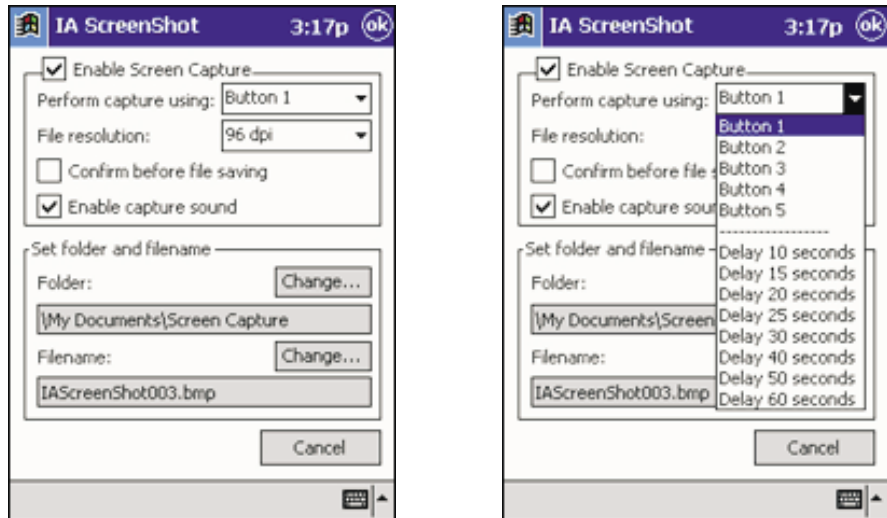 IA ScreenShot 3:17p ok
Enable Screen Capture
Perform capture using: Button 1
File resolution: 96 dpi
Confirm before file saving
Enable capture sound
Set folder and filename
Folder: Change...
\My Documents\Screen Capture
Filename: Change...
IAScreenShot003.bmp
Cancel
IA ScreenShot 3:17p ok
Enable Screen Capture
Perform capture using: Button 1
Button 1
File resolution:
Button 2
Confirm before file
Button 3
Button 4
Enable capture sou
Button 5
-----------------
Set folder and filename
Delay 10 seconds
Delay 15 seconds
Folder:
Delay 20 seconds
\My Documents\Screen
Delay 25 seconds
Delay 30 seconds
Filename:
Delay 40 seconds
Delay 50 seconds
IAScreenShot003.bmp
Delay 60 seconds
Cancel